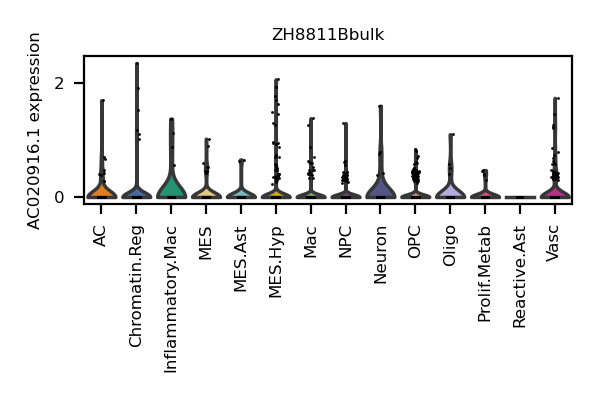 ZH8811Bbulk
AC020916.1 expression
2
0
AC
Chromatin.Reg
Inflammatory.Mac
MES
MES.Ast
MES.Hyp
Mac
NPC
Neuron
OPC
Oligo
Prolif.Metab
Reactive.Ast
Vasc